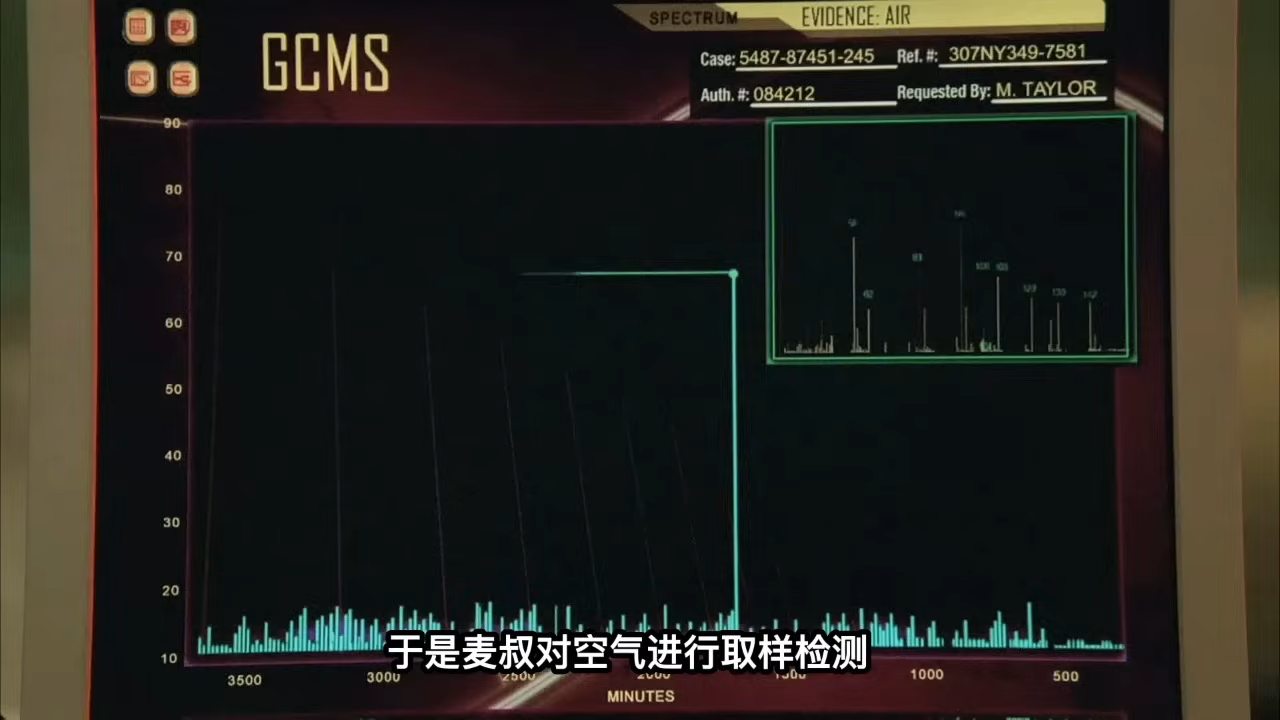 SPECTRUM
EVIDENCE: AIR
GCMS
Case: 5487-87451-245 Ref. #: 307NY349-7581
Auth. #: 084212 Requested By: M. TAYLOR
90
80
70
60
50
40
30
20
10
于是麦叔对空气进行取样检测
3500 3000 2500 2000 1500 1000 500
MINUTES